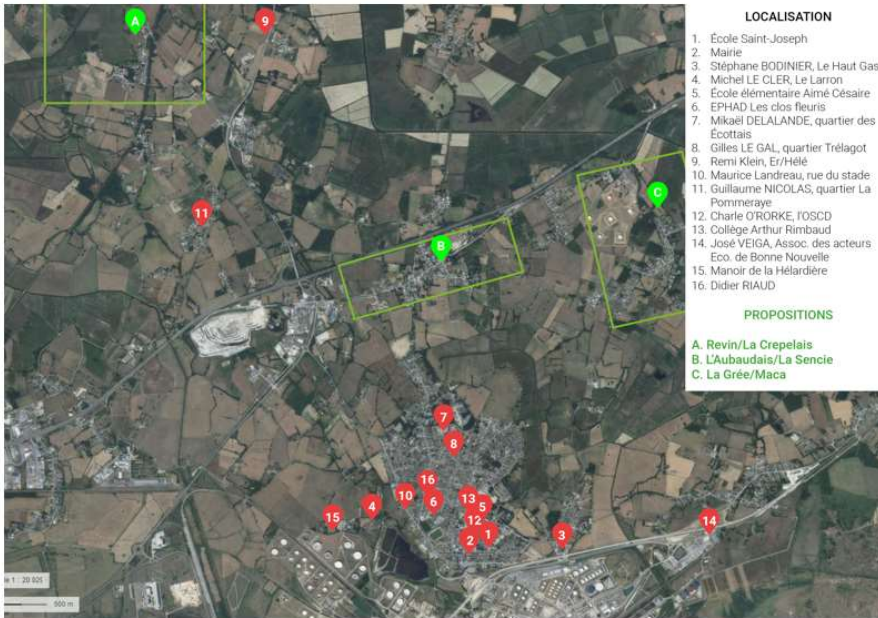 LOCALISATION
1. École Saint-Joseph
2. Mairie
3. Stéphane BODINIER, Le Haut Gas
4. Michel LE CLER, Le Larron
5. École élémentaire Aimé Césaire
6. EPHAD Les clos fleuris
7. Mikaël DELALANDE, quartier des
Écottais
8. Gilles LE GAL, quartier Trélagot
9. Remi Klein, Er/Hélé
10. Maurice Landreau, rue du stade
11. Guillaume NICOLAS, quartier La
Pommeraye
12. Charle O'RORKE, l'OSCD
13. Collège Arthur Rimbaud
14. José VEIGA, Assoc. des acteurs
Eco. de Bonne Nouvelle
15. Manoir de la Hélardière
16. Didier RIAUD
PROPOSITIONS
A. Revin/La Crepelais
B. L'Aubaudais/La Sencie
C. La Grée/Maca
A
9
C
11
B
7
8
16
10
6
13
5
4
15
12
14
1
2
3
le 1 : 20 825
500 m